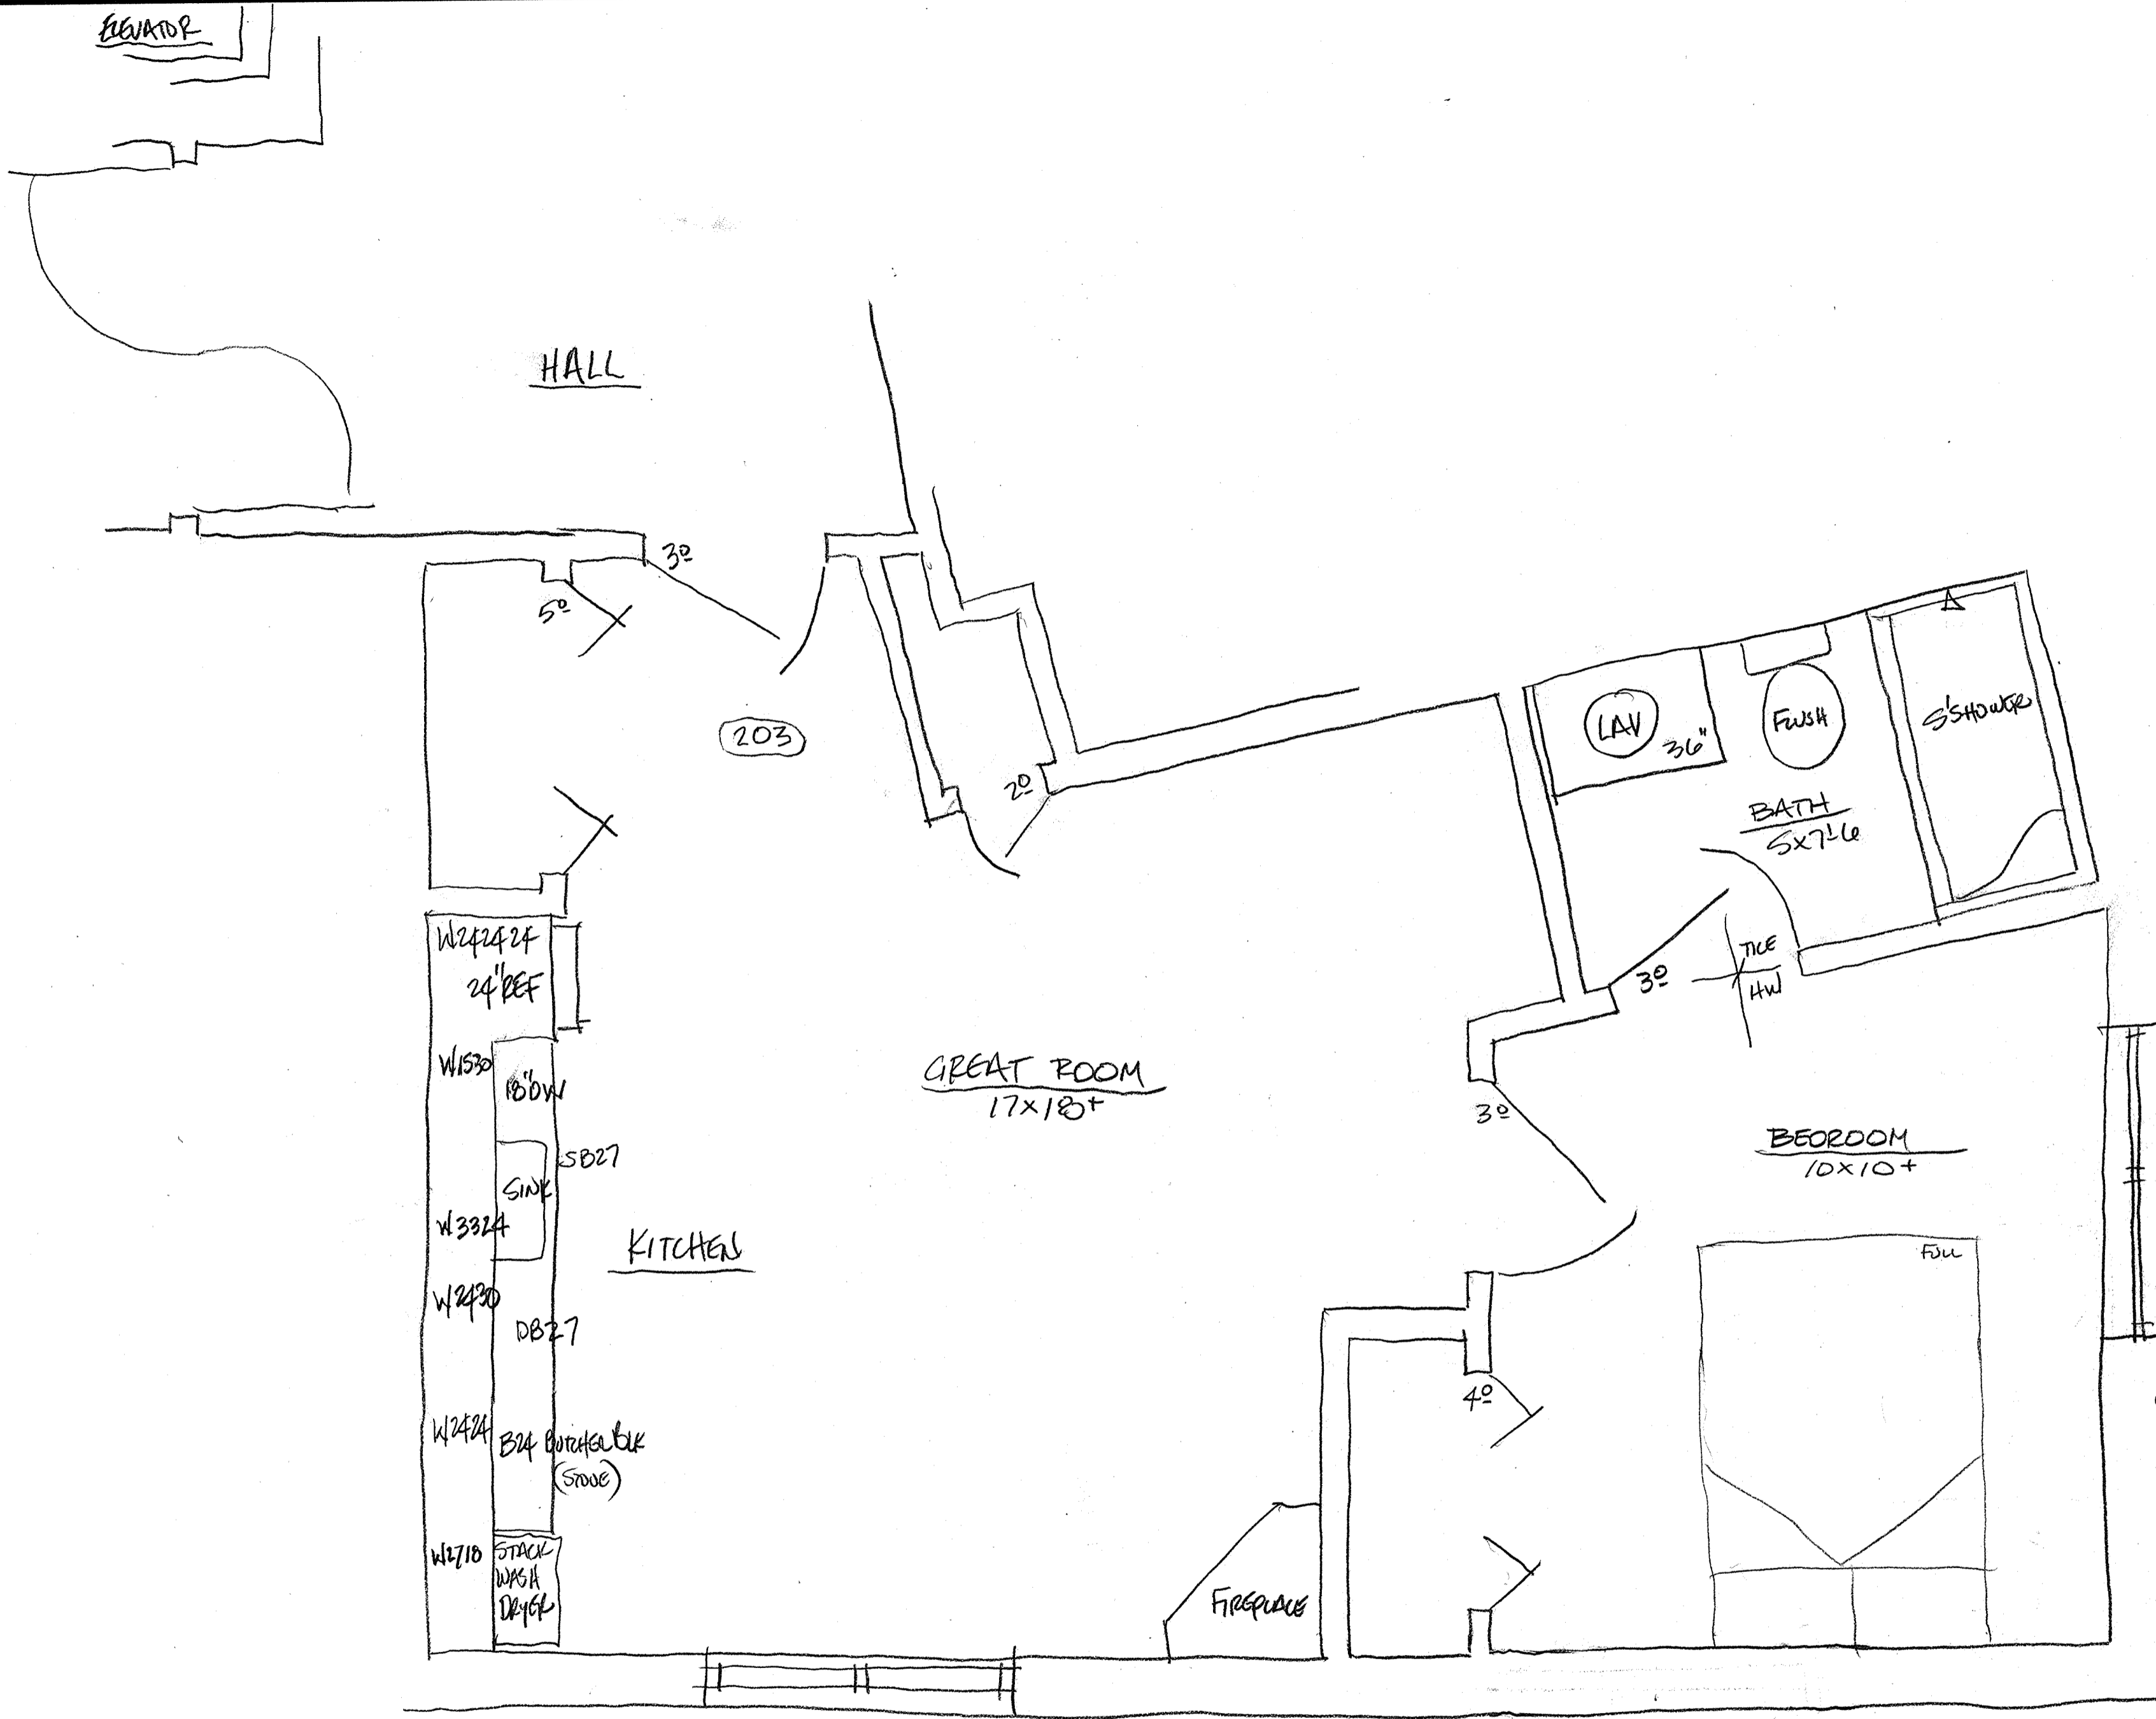 ELEVATOR
HALL
3º
5º
203
2º
LAV
36"
FLUSH
5'SHOWER
BATH
5x7'-6
W242424
24"REF
TILE
HW
3º
W1530
18"DW
GREAT ROOM
17x18+
3º
BEDROOM
10x10+
SB27
SINK
W3324
KITCHEN
FULL
W2430
DB27
4º
W2424
B24 BUTCHER BLK
(STOVE)
W2718
STACK
WASH
DRYER
FIREPLACE